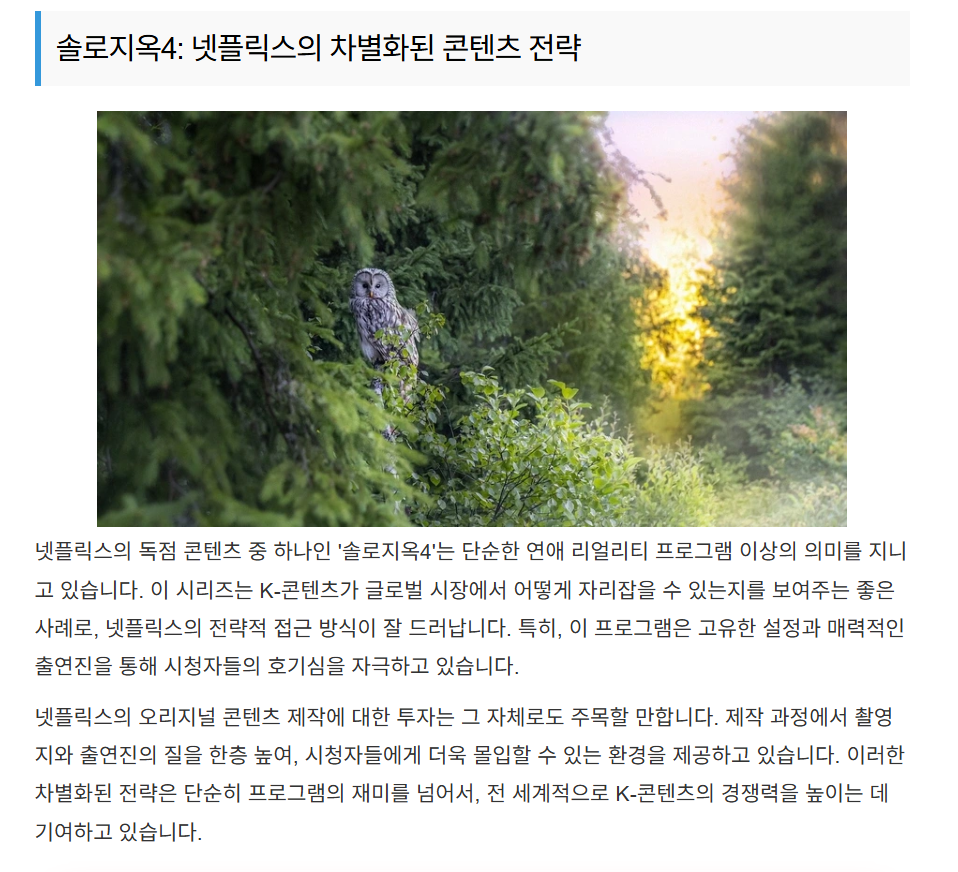 솔로지옥4: 넷플릭스의 차별화된 콘텐츠 전략
넷플릭스의 독점 콘텐츠 중 하나인 '솔로지옥4'는 단순한 연애 리얼리티 프로그램 이상의 의미를 지니
고 있습니다. 이 시리즈는 K-콘텐츠가 글로벌 시장에서 어떻게 자리잡을 수 있는지를 보여주는 좋은
사례로, 넷플릭스의 전략적 접근 방식이 잘 드러납니다. 특히, 이 프로그램은 고유한 설정과 매력적인
출연진을 통해 시청자들의 호기심을 자극하고 있습니다.
넷플릭스의 오리지널 콘텐츠 제작에 대한 투자는 그 자체로도 주목할 만합니다. 제작 과정에서 촬영
지와 출연진의 질을 한층 높여, 시청자들에게 더욱 몰입할 수 있는 환경을 제공하고 있습니다. 이러한
차별화된 전략은 단순히 프로그램의 재미를 넘어서, 전 세계적으로 K-콘텐츠의 경쟁력을 높이는 데
기여하고 있습니다.